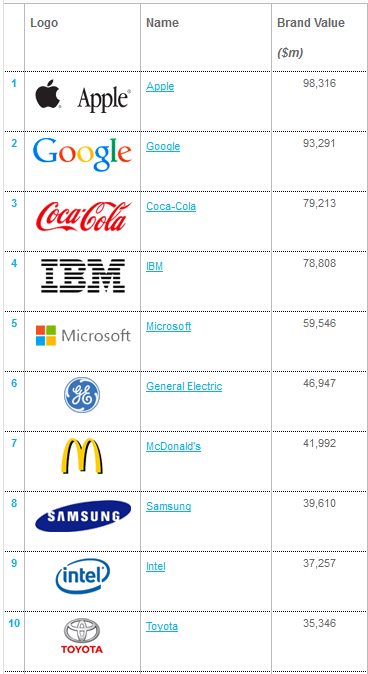 Logo Name Brand Value
($m)
1 Apple Apple 98,316
2 Google Google 93,291
3 Coca-Cola Coca-Cola 79,213
4 IBM IBM 78,808
5 Microsoft Microsoft 59,546
6 GE General Electric 46,947
7 M McDonald's 41,992
8 SAMSUNG Samsung 39,610
9 intel Intel 37,257
10 TOYOTA Toyota 35,346